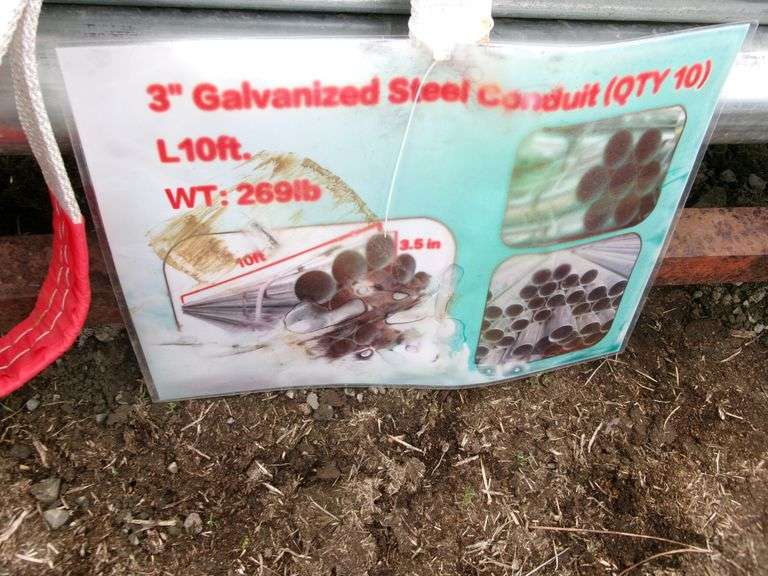 3" Galvanized Steel Conduit (QTY 10)
L10ft.
WT: 269lb
10ft
3.5 in